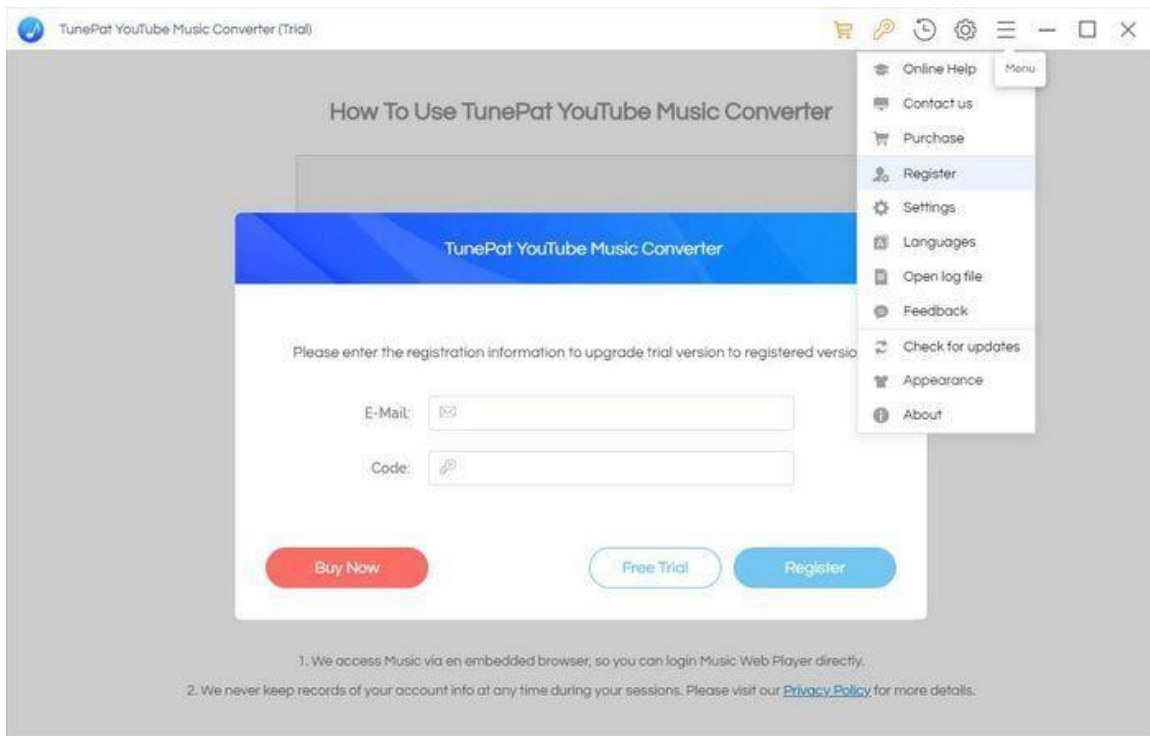 TunePat YouTube Music Converter (Trial)
Menu
Online Help
Contact us
Purchase
Register
Settings
Languages
Open log file
Feedback
Check for updates
Appearance
About
How To Use TunePat YouTube Music Converter
TunePat YouTube Music Converter
Please enter the registration information to upgrade trial version to registered versio
E-Mail:
Code:
Buy Now
Free Trial
Register
1. We access Music via en embedded browser, so you can login Music Web Player directly.
2. We never keep records of your account info at any time during your sessions. Please visit our Privacy Policy for more details.